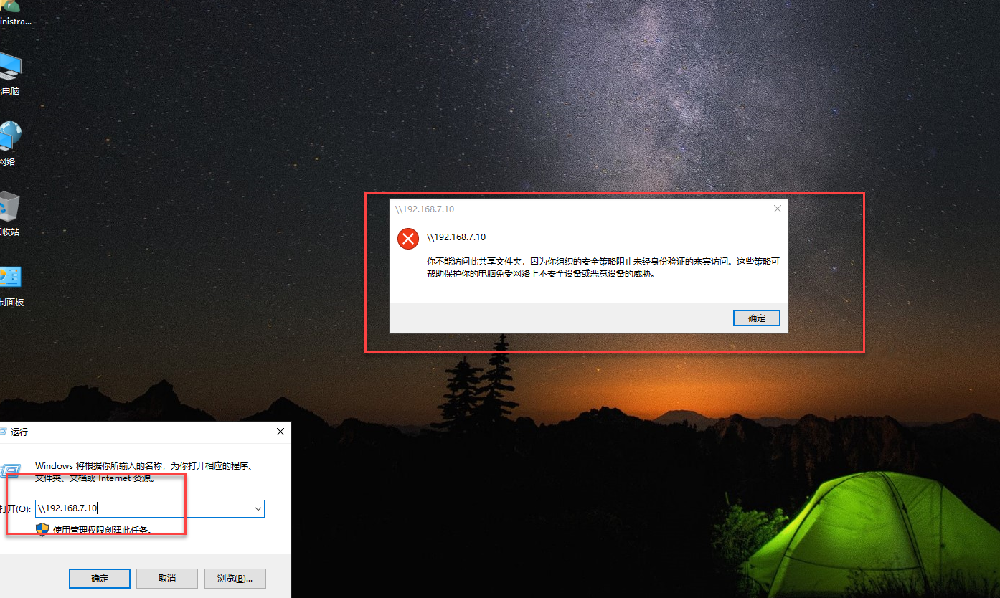 inistra...
电脑
网络
收站
制面板
\\192.168.7.10
\\192.168.7.10
你不能访问此共享文件夹，因为你组织的安全策略阻止未经身份验证的来宾访问。这些策略可
帮助保护你的电脑免受网络上不安全设备或恶意设备的威胁。
确定
运行
Windows 将根据你所输入的名称，为你打开相应的程序、
文件夹、文档或 Internet 资源。
打开(O):
\\192.168.7.10
使用管理权限创建此任务。
确定
取消
浏览(B)...